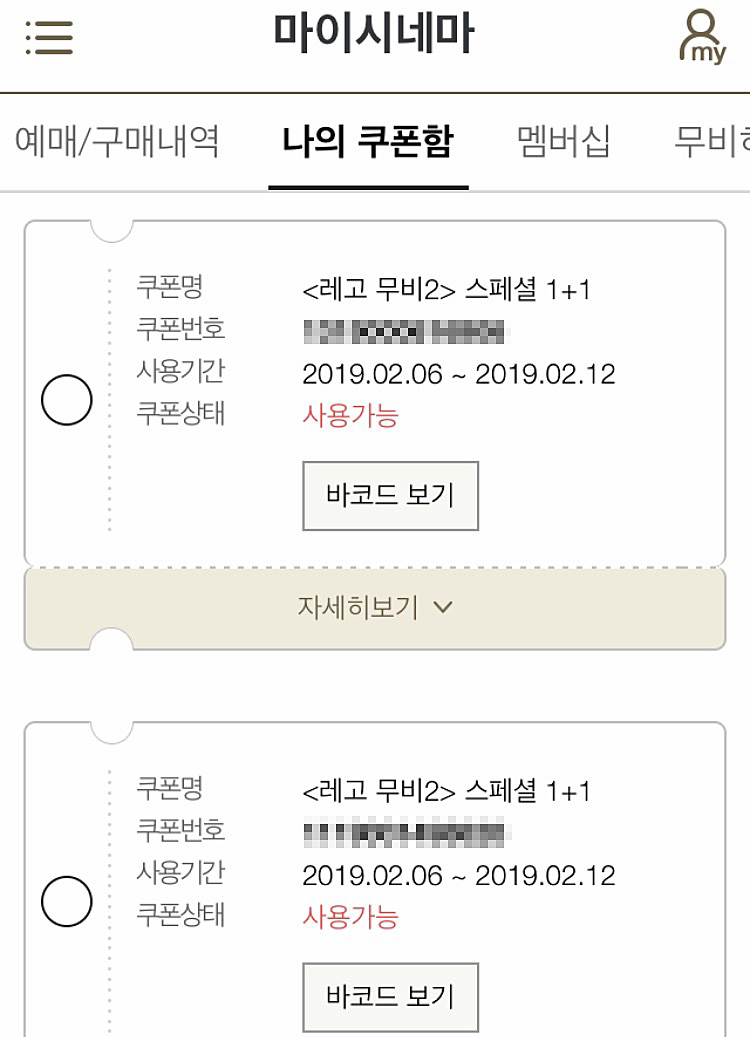 마이시네마
my
예매/구매내역 나의 쿠폰함 멤버십 무비
쿠폰명 <레고 무비2> 스페셜 1+1
쿠폰번호
사용기간 2019.02.06 ~ 2019.02.12
쿠폰상태 사용가능
바코드 보기
자세히보기
쿠폰명 <레고 무비2> 스페셜 1+1
쿠폰번호
사용기간 2019.02.06 ~ 2019.02.12
쿠폰상태 사용가능
바코드 보기